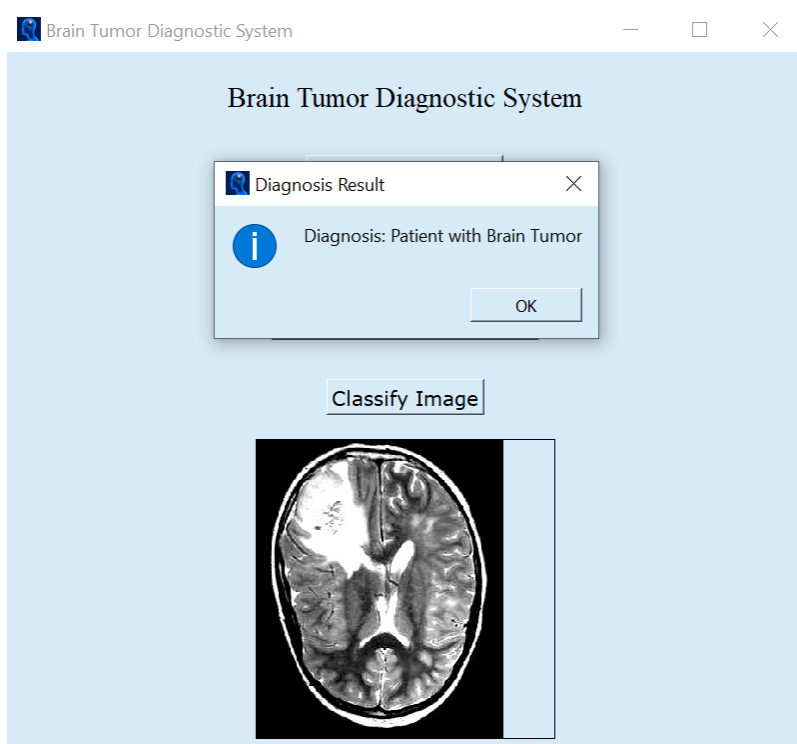 Brain Tumor Diagnostic System
Brain Tumor Diagnostic System
Diagnosis Result
Diagnosis: Patient with Brain Tumor
OK
Classify Image